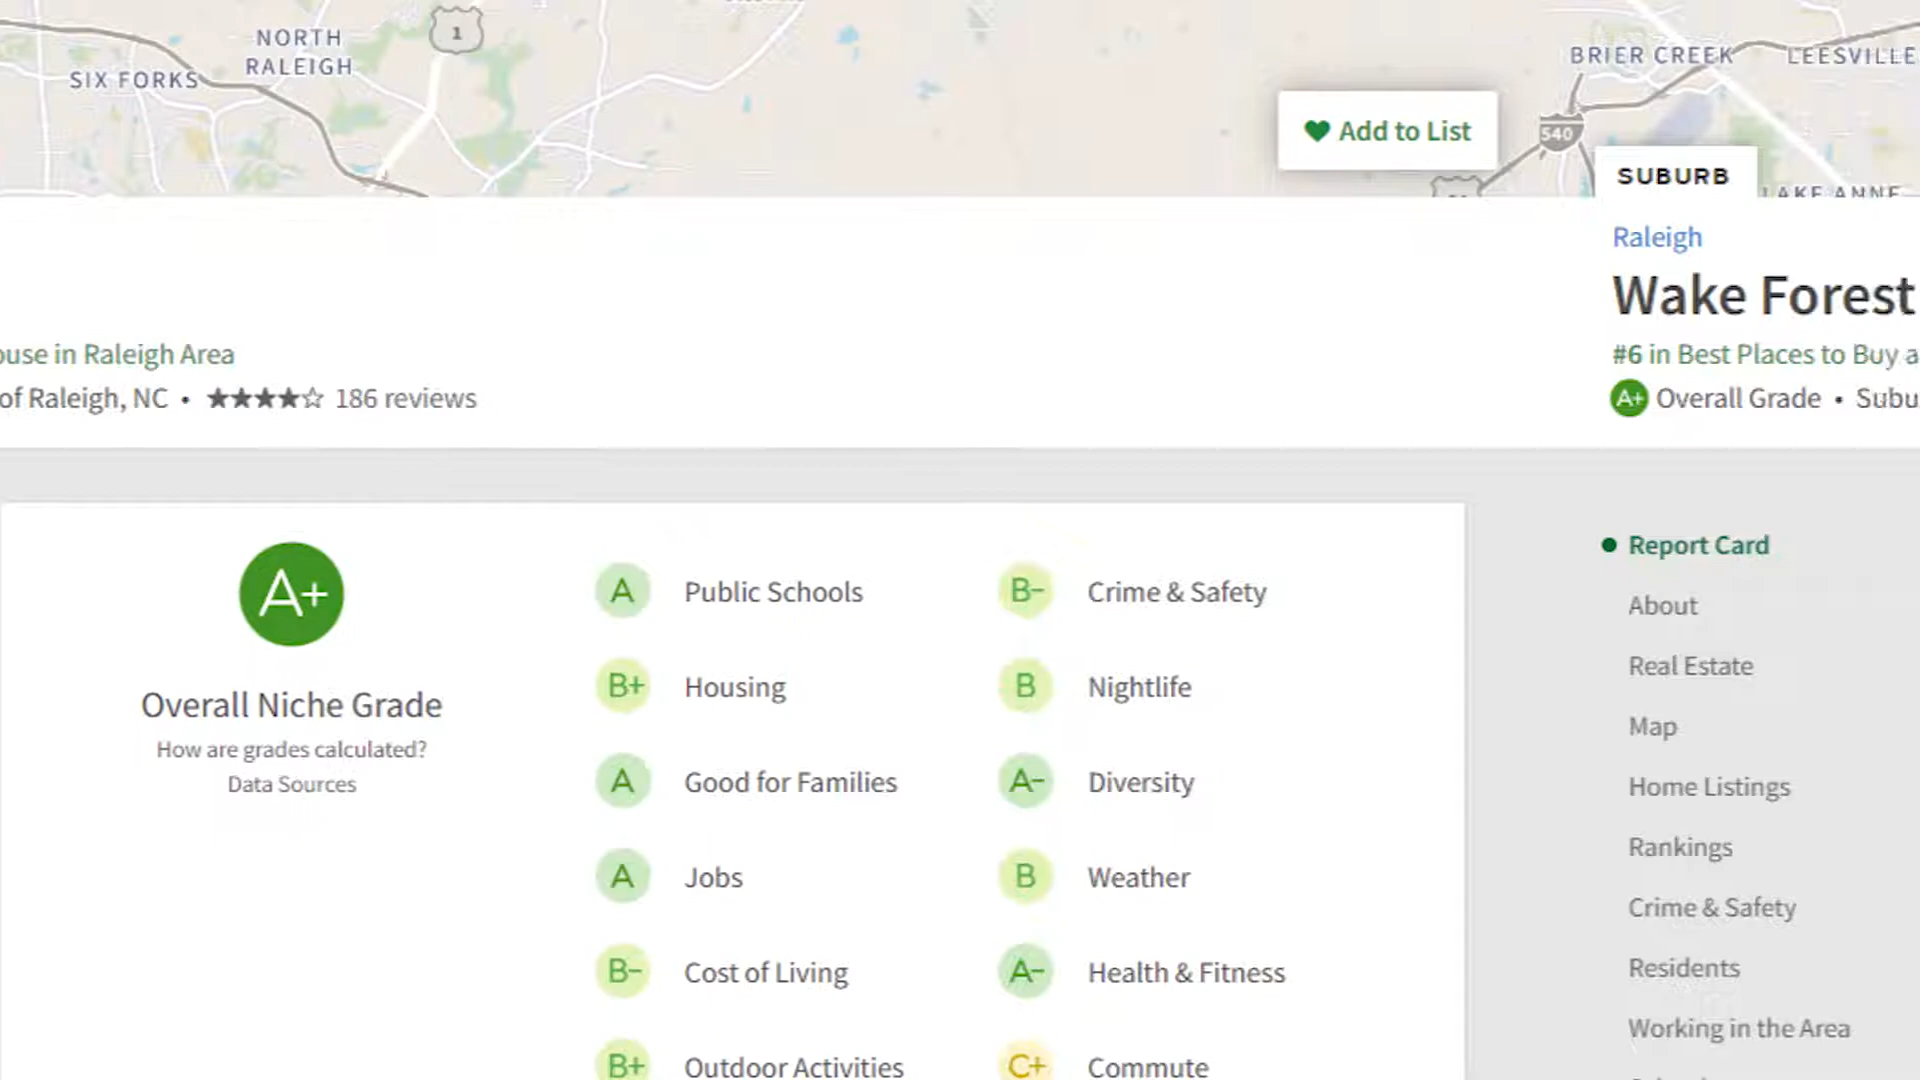 NORTH
RALEIGH
SIX FORKS
1
BRIER CREEK
LEESVILLE
Add to List
540
SUBURB
LAKE ANNE
Raleigh
Wake Forest
ouse in Raleigh Area
#6 in Best Places to Buy a
of Raleigh, NC • ★★★★☆ 186 reviews
A+ Overall Grade • Subu
A+
Overall Niche Grade
How are grades calculated?
Data Sources
A Public Schools
B- Crime & Safety
B+ Housing
B Nightlife
A Good for Families
A- Diversity
A Jobs
B Weather
B- Cost of Living
A- Health & Fitness
B+ Outdoor Activities
C+ Commute
Report Card
About
Real Estate
Map
Home Listings
Rankings
Crime & Safety
Residents
Working in the Area